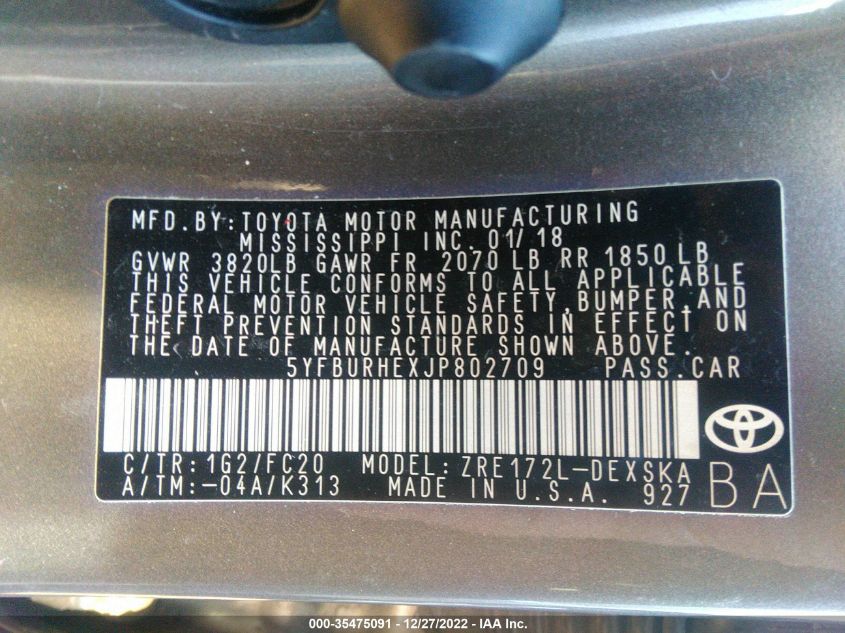 MFD.BY:TOYOTA MOTOR MANUFACTURING
MISSISSIPPI INC. 01/18
GVWR 3820LB GAWR FR 2070 LB RR 1850 LB
THIS VEHICLE CONFORMS TO ALL APPLICABLE
FEDERAL MOTOR VEHICLE SAFETY,BUMPER,AND
THEFT PREVENTION STANDARDS IN EFFECT ON
THE DATE OF MANUFACTURE SHOWN ABOVE.
5YFBURHEXJP802709 PASS.CAR
C/TR:1G2/FC20 MODEL:ZRE172L-DEXSKA
A/TM:-04A/K313 MADE IN U.S.A. 927
BA
000-35475091 - 12/27/2022 - IAA Inc.